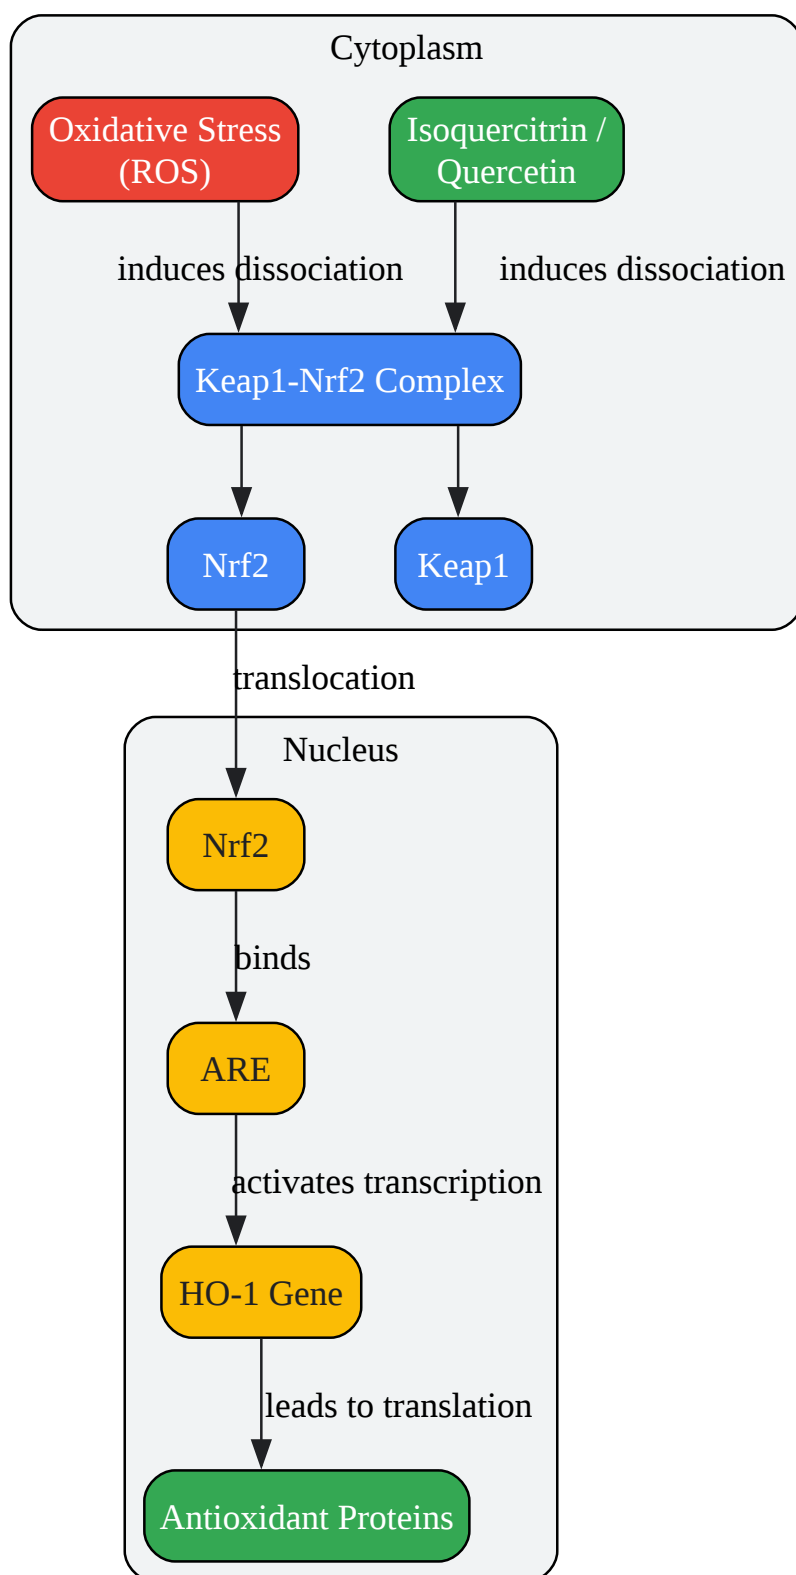 Cytoplasm
Oxidative Stress
(ROS)
Isoquercitrin /
Quercetin
induces dissociation
induces dissociation
Keap1-Nrf2 Complex
Nrf2
Keap1
translocation
Nucleus
Nrf2
binds
ARE
activates transcription
HO-1 Gene
leads to translation
Antioxidant Proteins